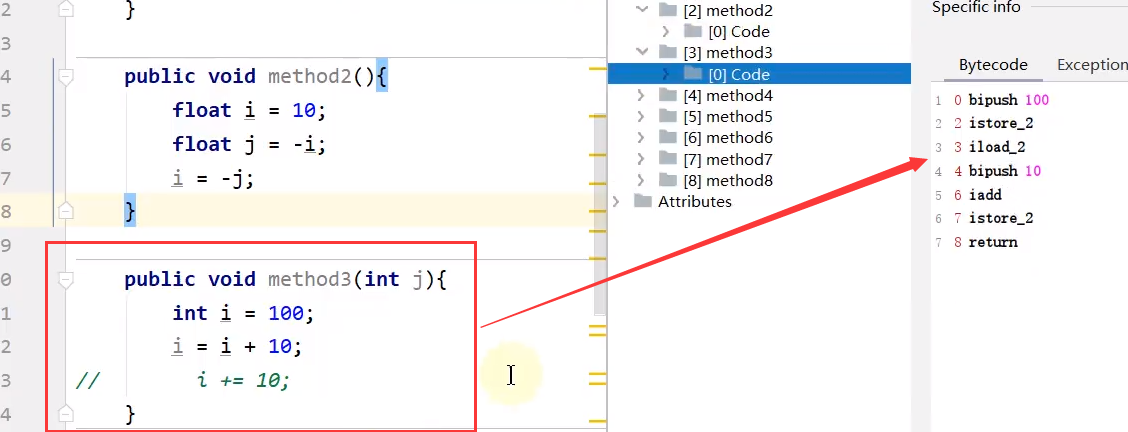 2 }
3
4 public void method2(){
5 float i = 10;
6 float j = -i;
7 i = -j;
8 }
9
0 public void method3(int j){
1 int i = 100;
2 i = i + 10;
3 // i += 10;
4 }
[2] method2
[0] Code
[3] method3
[0] Code
[4] method4
[5] method5
[6] method6
[7] method7
[8] method8
Attributes
Specific info
Bytecode Exception
1 0 bipush 100
2 2 istore_2
3 3 iload_2
4 4 bipush 10
5 6 iadd
6 7 istore_2
7 8 return